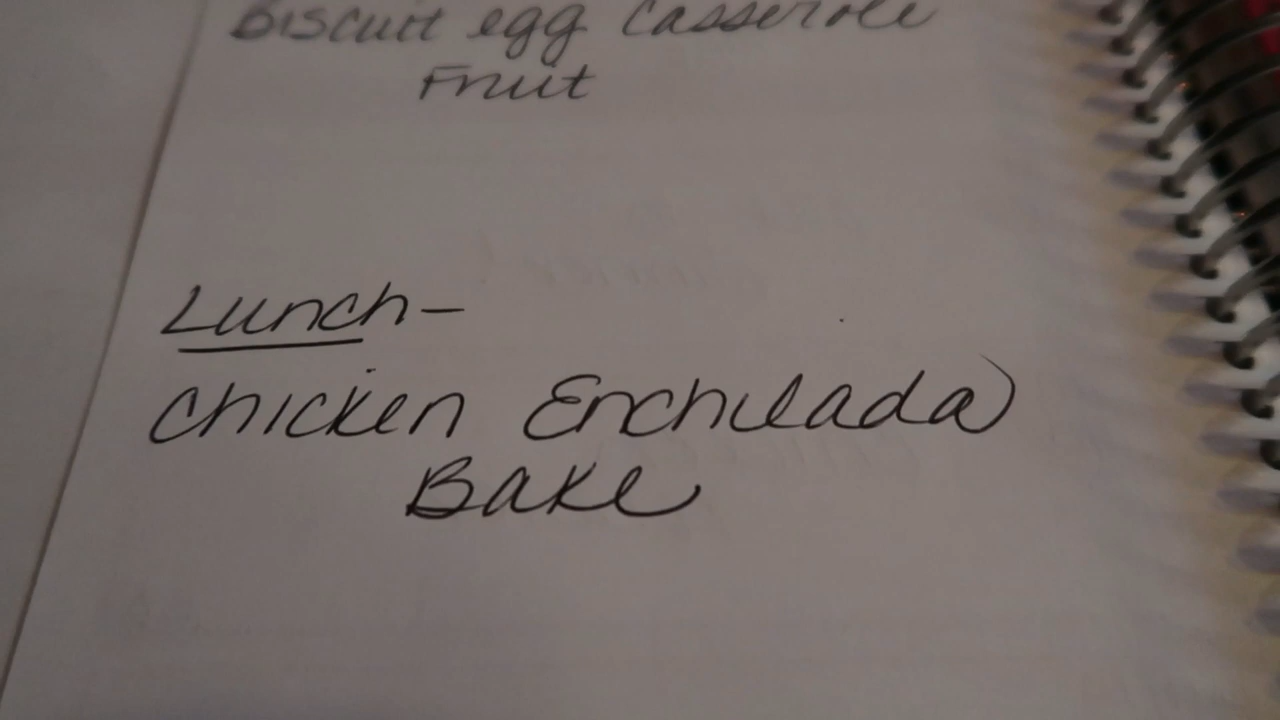 Biscuit egg Casserole
Fruit
Lunch-
Chicken Enchilada
Bake